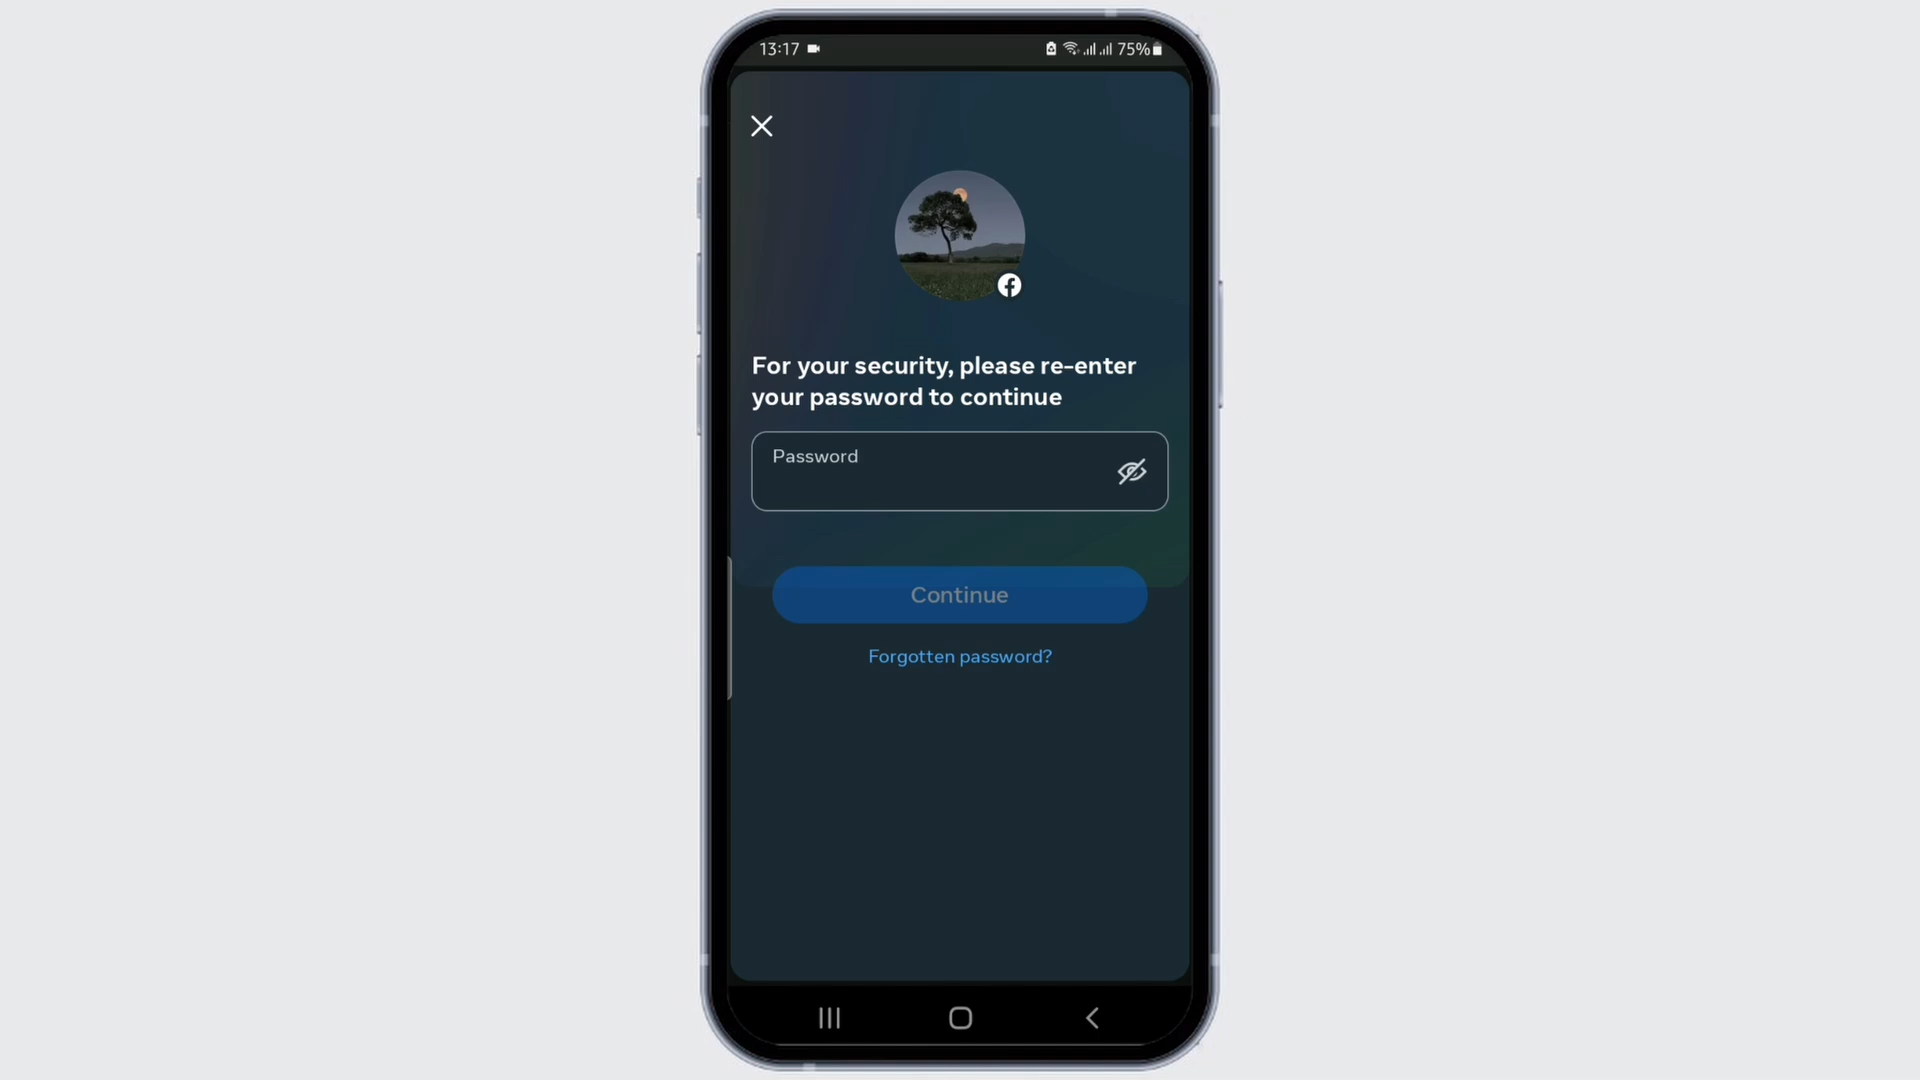 13:17 75%
For your security, please re-enter
your password to continue
Password
Continue
Forgotten password?